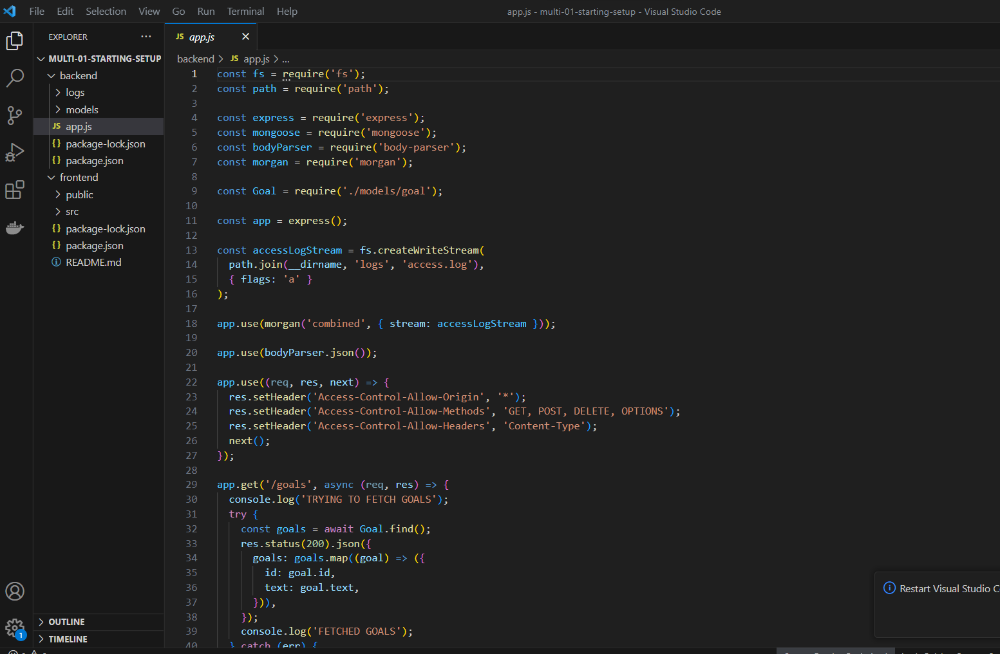 File Edit Selection View Go Run Terminal Help
app.js - multi-01-starting-setup - Visual Studio Code
EXPLORER ...
MULTI-01-STARTING-SETUP
backend
logs
models
JS app.js
{} package-lock.json
{} package.json
frontend
public
src
{} package-lock.json
{} package.json
README.md
OUTLINE
TIMELINE
1
JS app.js
backend > JS app.js > ...
1 const fs = require('fs');
2 const path = require('path');
3
4 const express = require('express');
5 const mongoose = require('mongoose');
6 const bodyParser = require('body-parser');
7 const morgan = require('morgan');
8
9 const Goal = require('./models/goal');
10
11 const app = express();
12
13 const accessLogStream = fs.createWriteStream(
14 path.join(__dirname, 'logs', 'access.log'),
15 { flags: 'a' }
16 );
17
18 app.use(morgan('combined', { stream: accessLogStream }));
19
20 app.use(bodyParser.json());
21
22 app.use((req, res, next) => {
23 res.setHeader('Access-Control-Allow-Origin', '*');
24 res.setHeader('Access-Control-Allow-Methods', 'GET, POST, DELETE, OPTIONS');
25 res.setHeader('Access-Control-Allow-Headers', 'Content-Type');
26 next();
27 });
28
29 app.get('/goals', async (req, res) => {
30 console.log('TRYING TO FETCH GOALS');
31 try {
32 const goals = await Goal.find();
33 res.status(200).json({
34 goals: goals.map((goal) => ({
35 id: goal.id,
36 text: goal.text,
37 })),
38 });
39 console.log('FETCHED GOALS');
40 } catch (err) {
Restart Visual Studio C